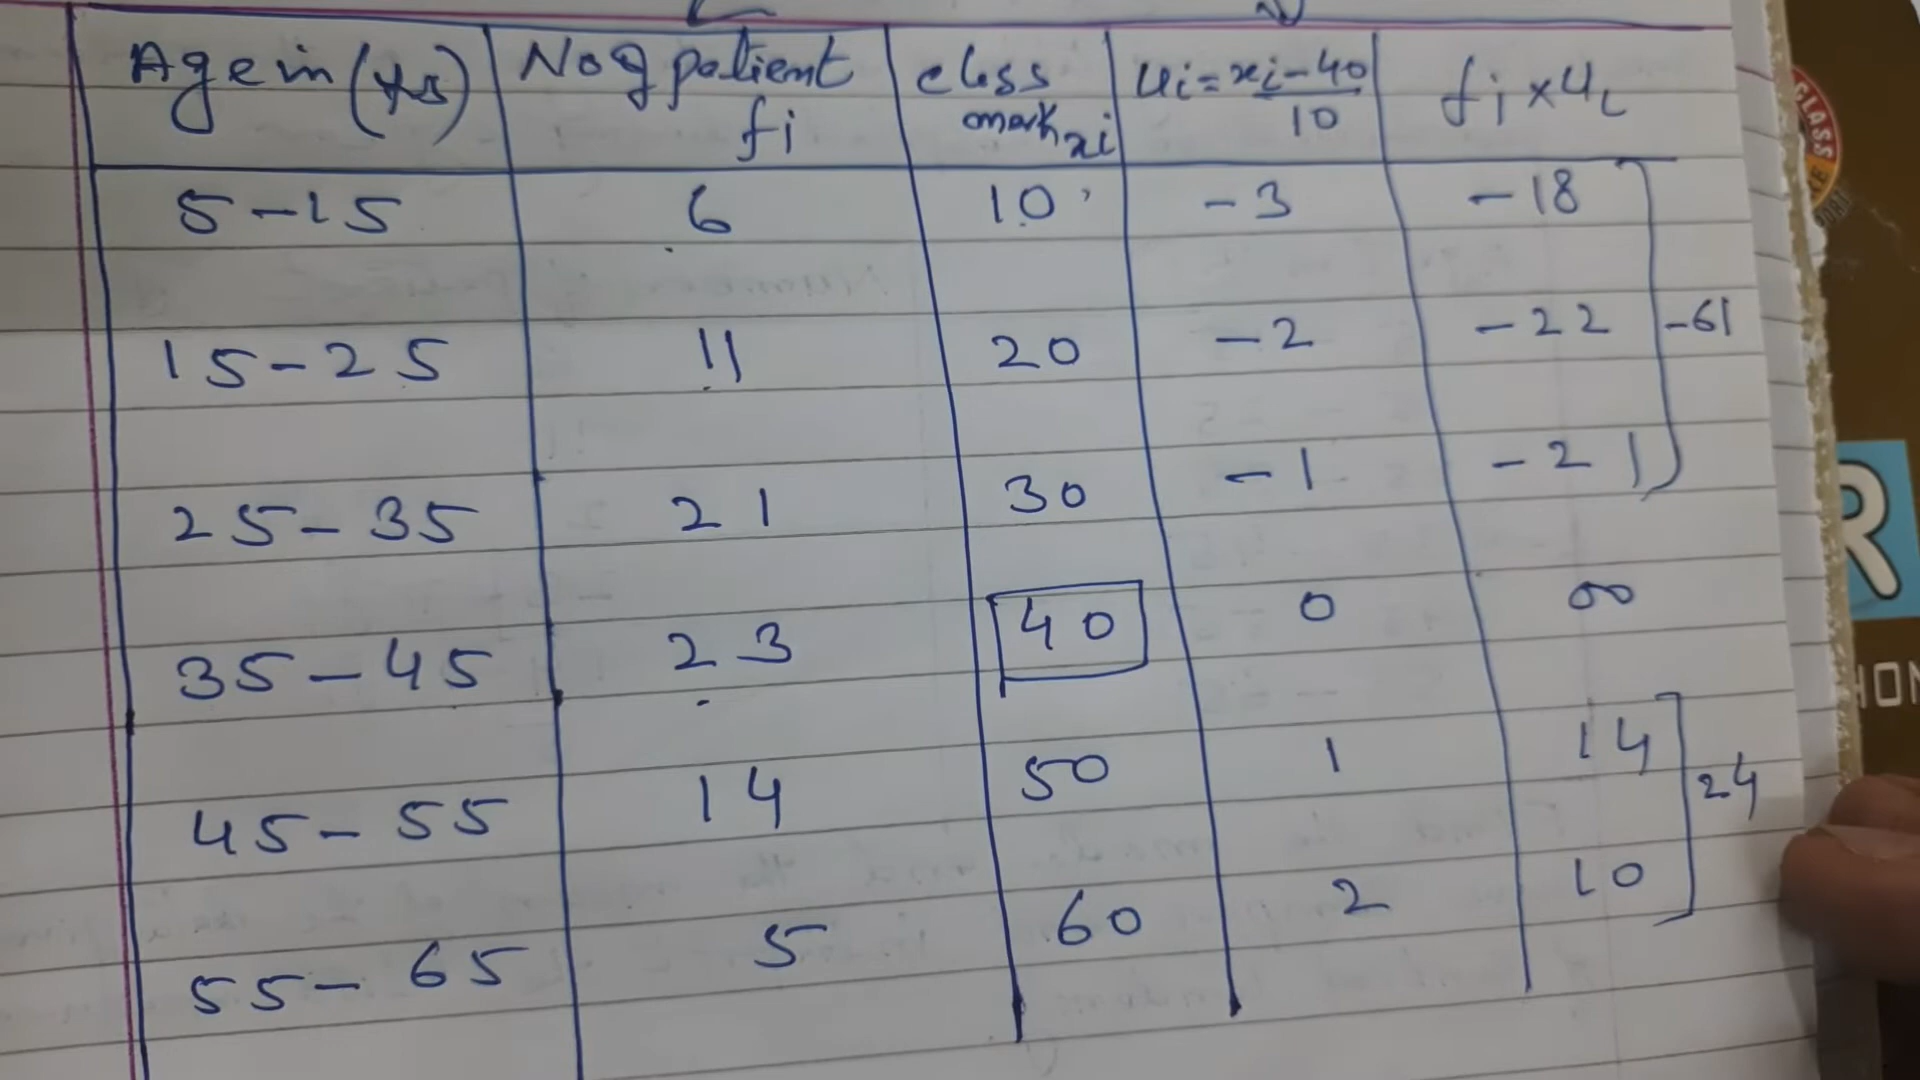 Age in (Yrs) No of patient fi class mark xi ui = xi-40/10 fi × ui
5-15 6 10 -3 -18
15-25 11 20 -2 -22 -61
25-35 21 30 -1 -21
35-45 23 40 0 00
45-55 14 50 1 14 24
55-65 5 60 2 10
CLASS
R
HON